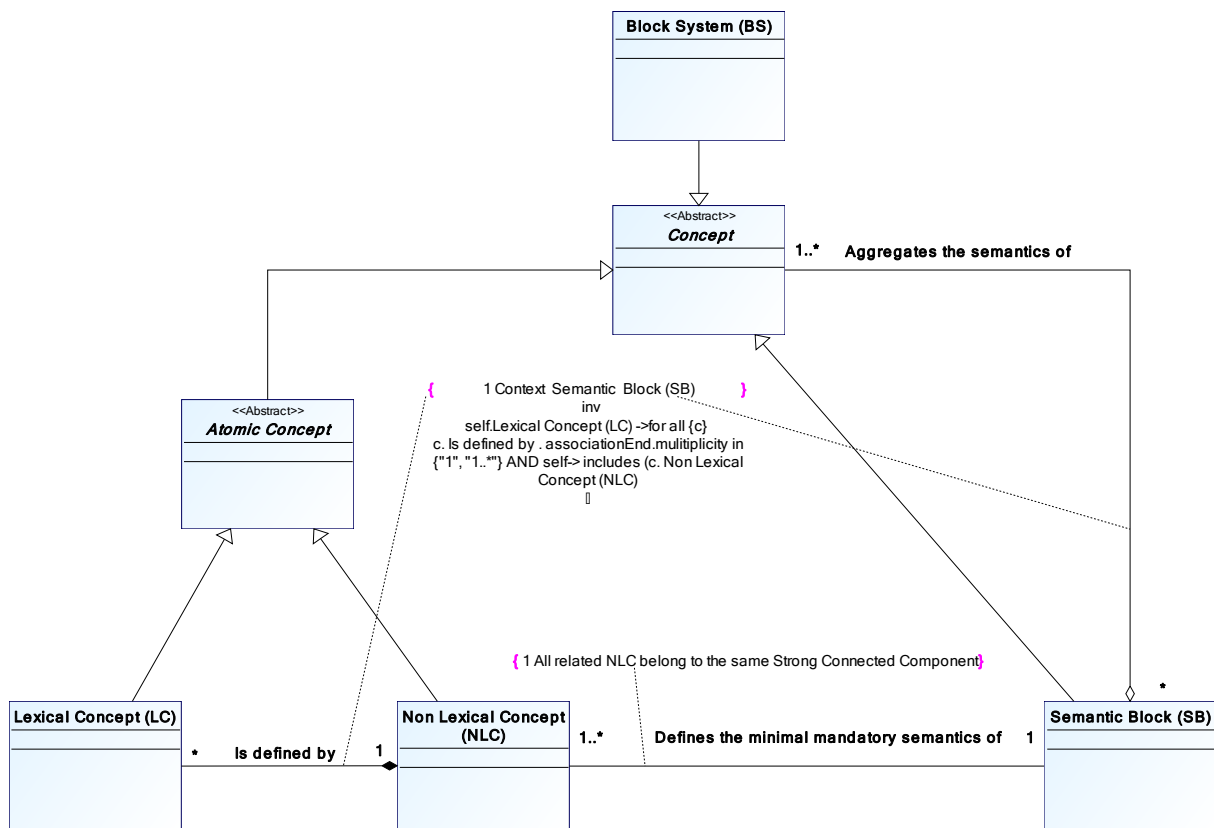 Block System (BS)
<<Abstract>>
Concept
1..* Aggregates the semantics of
{ 1 Context Semantic Block (SB) }
inv
self.Lexical Concept (LC) ->for all {c}
c. Is defined by . associationEnd.mulitiplicity in
{"1", "1..*"} AND self-> includes (c. Non Lexical
Concept (NLC)
▯
<<Abstract>>
Atomic Concept
{ 1 All related NLC belong to the same Strong Connected Component}
*
Lexical Concept (LC)
Non Lexical Concept
(NLC)
Semantic Block (SB)
* Is defined by 1
1..* Defines the minimal mandatory semantics of 1